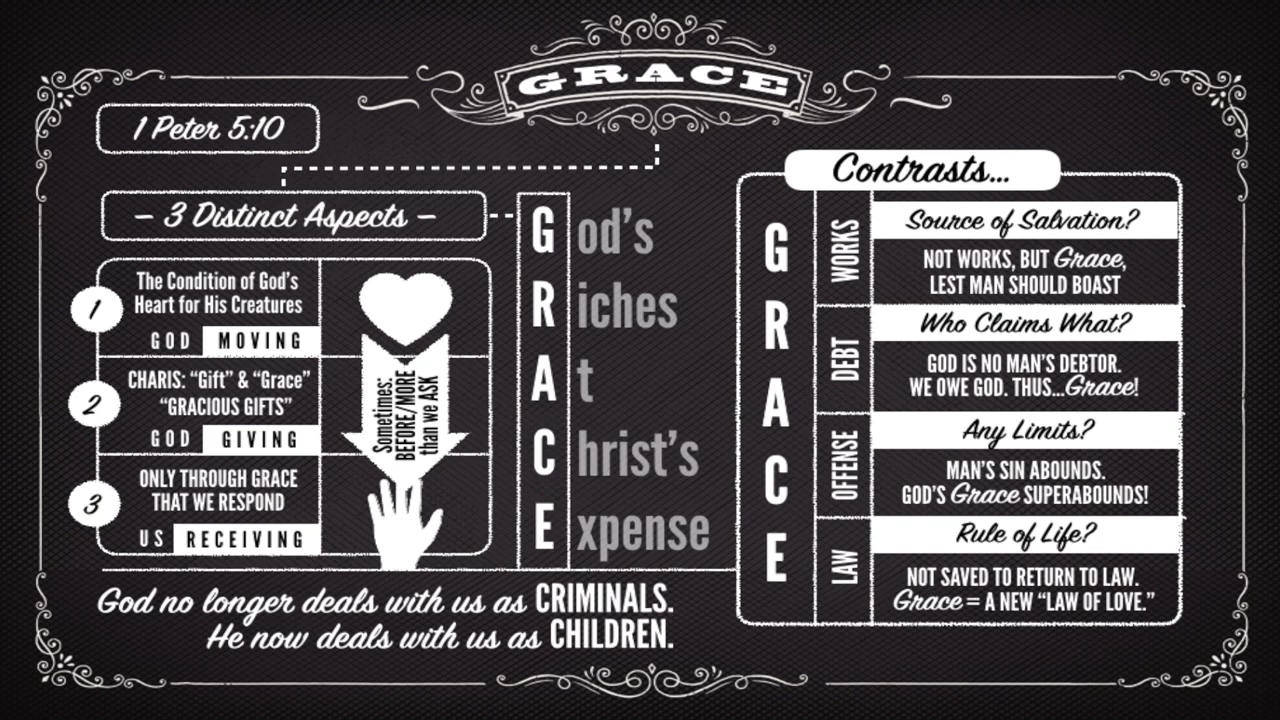 GRACE
1 Peter 5:10
– 3 Distinct Aspects –
1
The Condition of God's
Heart for His Creatures
GOD MOVING
2
CHARIS: "Gift" & "Grace"
"GRACIOUS GIFTS"
GOD GIVING
3
ONLY THROUGH GRACE
THAT WE RESPOND
US RECEIVING
Sometimes:
BEFORE/MORE
than we ASK
God's
Riches
At
Christ's
Expense
God no longer deals with us as CRIMINALS.
He now deals with us as CHILDREN.
Contrasts...
GRACE
WORKS
Source of Salvation?
NOT WORKS, BUT Grace,
LEST MAN SHOULD BOAST
DEBT
Who Claims What?
GOD IS NO MAN'S DEBTOR.
WE OWE GOD. THUS...Grace!
OFFENSE
Any Limits?
MAN'S SIN ABOUNDS.
GOD'S Grace SUPERABOUNDS!
LAW
Rule of Life?
NOT SAVED TO RETURN TO LAW.
Grace = A NEW "LAW OF LOVE."